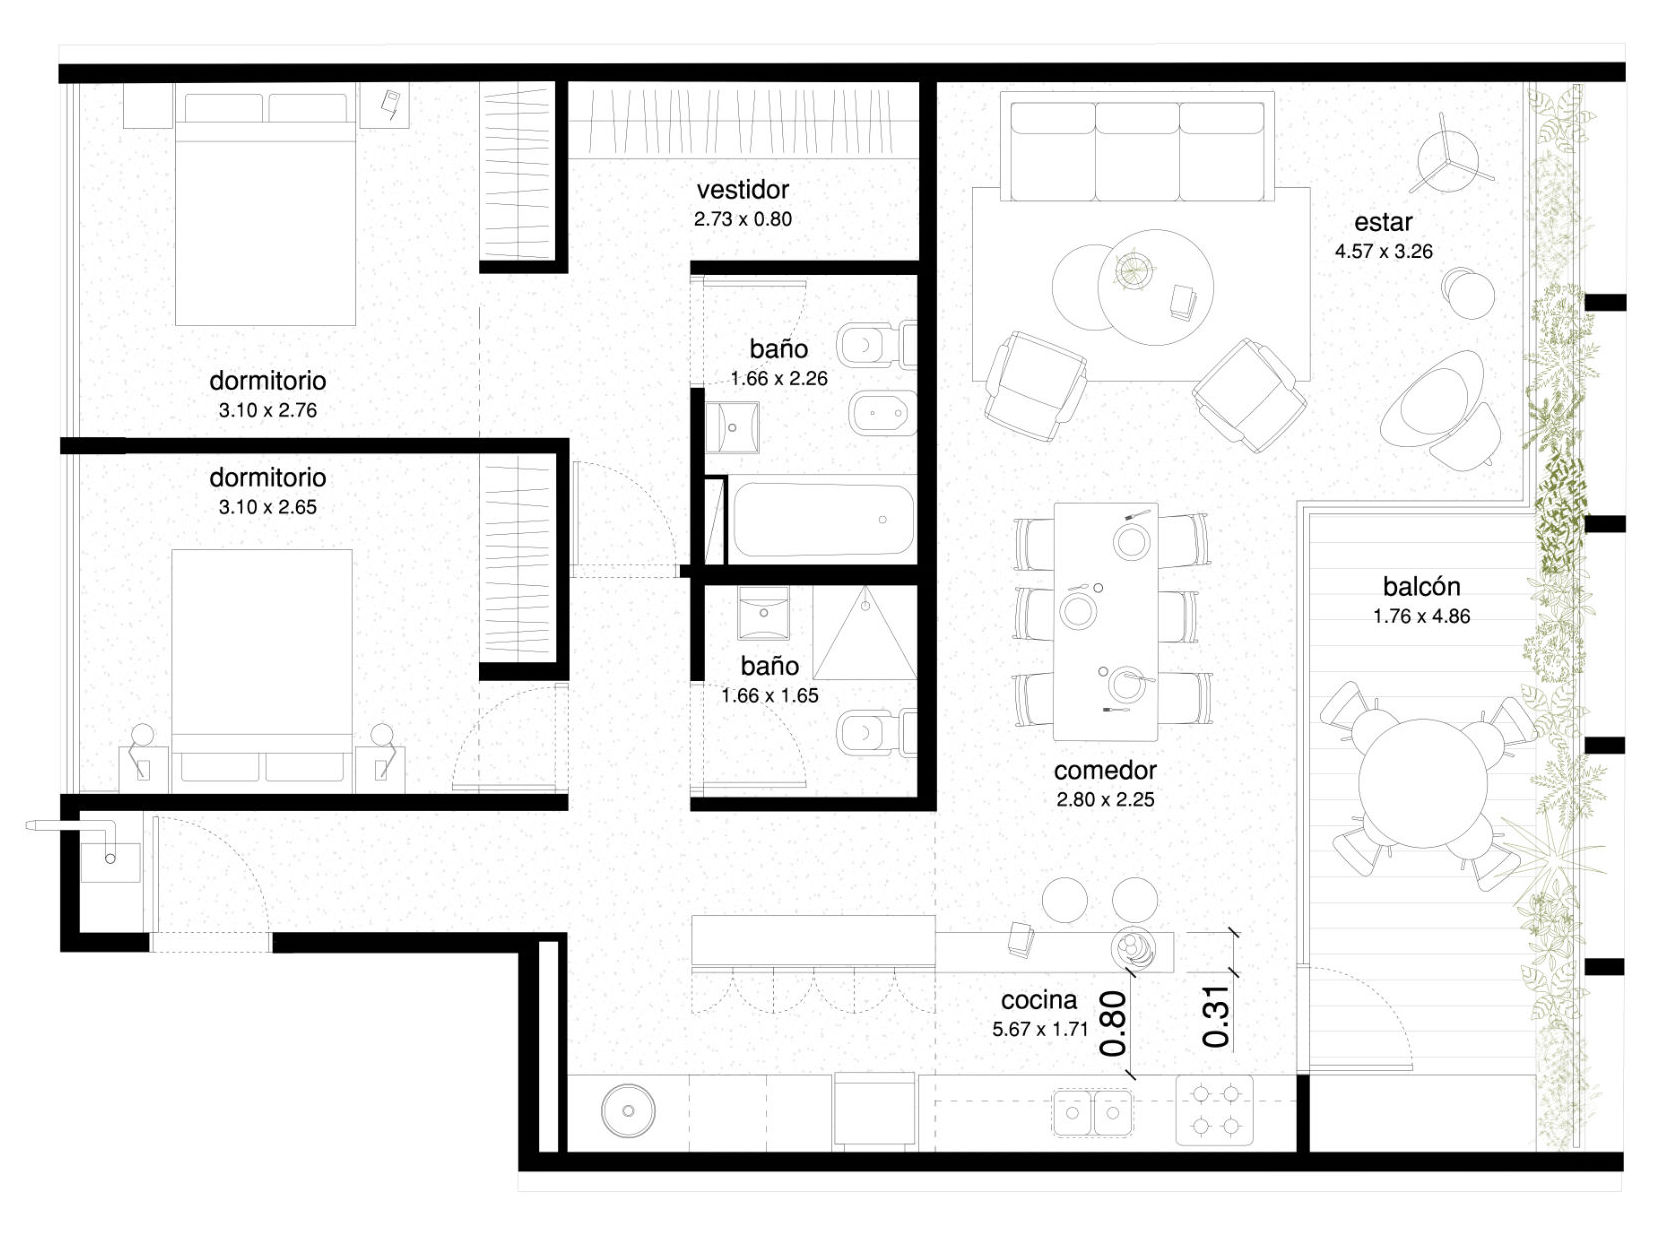 vestidor
2.73 x 0.80
estar
4.57 x 3.26
baño
1.66 x 2.26
dormitorio
3.10 x 2.76
dormitorio
3.10 x 2.65
balcón
1.76 x 4.86
baño
1.66 x 1.65
comedor
2.80 x 2.25
cocina
5.67 x 1.71
0.80
0.31